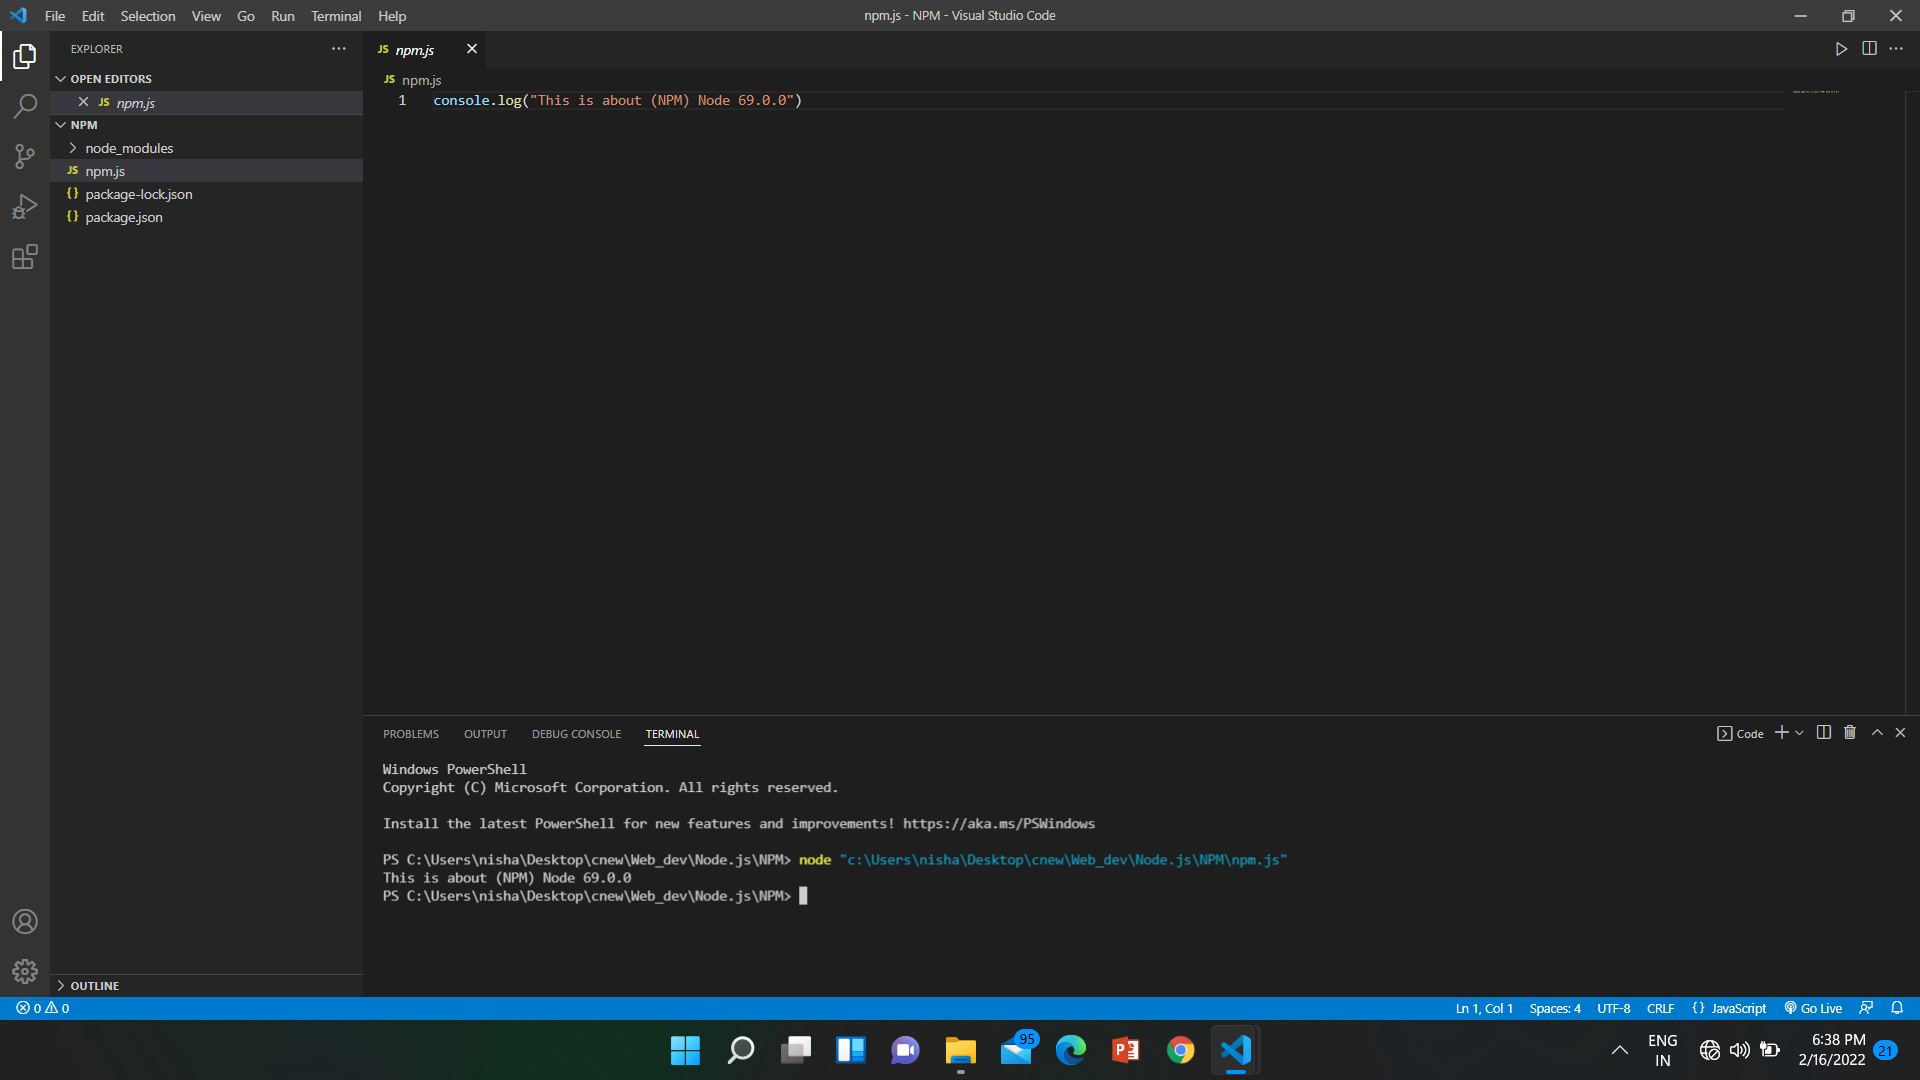 File Edit Selection View Go Run Terminal Help
npm.js - NPM - Visual Studio Code
EXPLORER
OPEN EDITORS
JS npm.js
NPM
node_modules
JS npm.js
{} package-lock.json
{} package.json
OUTLINE
JS npm.js
JS npm.js
1 console.log("This is about (NPM) Node 69.0.0")
PROBLEMS OUTPUT DEBUG CONSOLE TERMINAL
Code
Windows PowerShell
Copyright (C) Microsoft Corporation. All rights reserved.
Install the latest PowerShell for new features and improvements! https://aka.ms/PSWindows
PS C:\Users\nisha\Desktop\cnew\Web_dev\Node.js\NPM> node "c:\Users\nisha\Desktop\cnew\Web_dev\Node.js\NPM\npm.js"
This is about (NPM) Node 69.0.0
PS C:\Users\nisha\Desktop\cnew\Web_dev\Node.js\NPM>
0 0
Ln 1, Col 1 Spaces: 4 UTF-8 CRLF {} JavaScript Go Live
95
P
ENG
IN
6:38 PM
2/16/2022
21